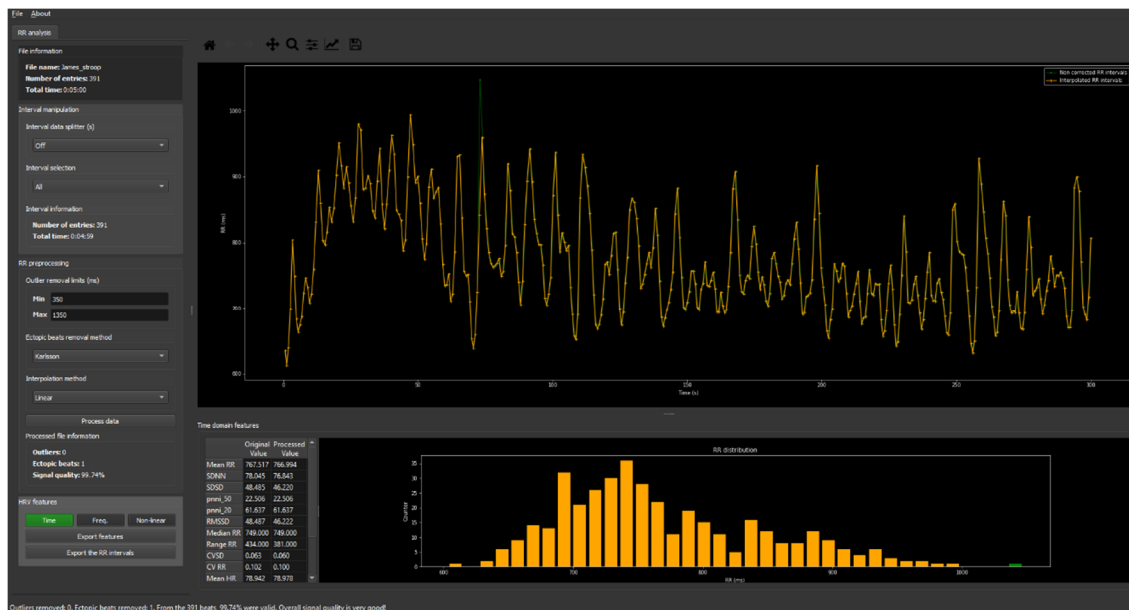 File About
RR analysis
File information
File name: Janes_stroop
Number of entries: 391
Total time: 0:05:00
Interval manipulation
Interval data splitter (s)
Off
Interval selection
All
Interval information
Number of entries: 391
Total time: 0:04:59
RR preprocessing
Outlier removal limits (ms)
Min 350
Max 1350
Ectopic beats removal method
Karlsson
Interpolation method
Linear
Process data
Processed file information
Outliers: 0
Ectopic beats: 1
Signal quality: 99.74%
HRV features
Time Freq. Non-linear
Export features
Export the RR intervals
Non corrected RR intervals
Interpolated RR intervals
1000
900
800
700
600
RR (ms)
0 50 100 150 200 250 300
Time (s)
Time domain features
Original Value Processed Value
Mean RR 767.517 766.994
SDNN 78.045 76.843
SDSD 48.485 46.220
pnni_50 22.506 22.506
pnni_20 61.637 61.637
RMSSD 48.487 46.222
Median RR 749.000 749.000
Range RR 434.000 381.000
CVSD 0.063 0.060
CV RR 0.102 0.100
Mean HR 78.942 78.978
RR distribution
35
30
25
20
15
10
5
0
Counter
600 700 800 900 1000
RR (ms)
Outliers removed: 0. Ectopic beats removed: 1. From the 391 beats, 99.74% were valid. Overall signal quality is very good!